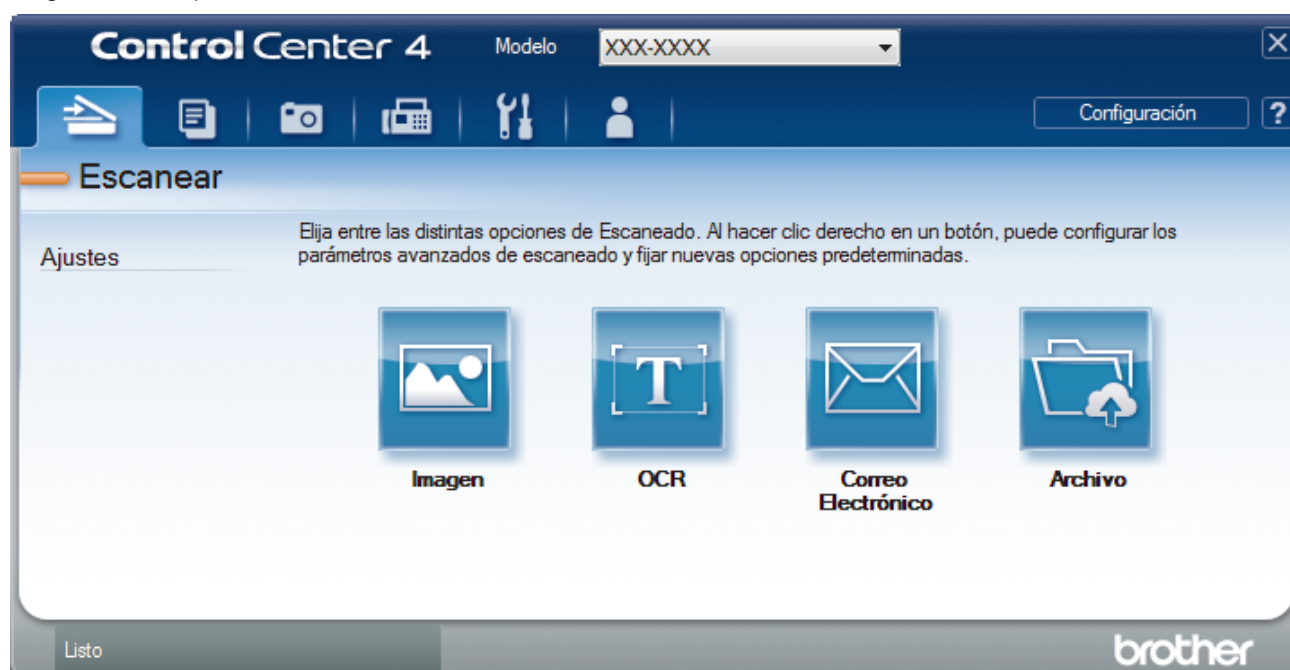 Control Center 4 Modelo XXX-XXXX
Configuración ?
Escanear
Ajustes
Elija entre las distintas opciones de Escaneado. Al hacer clic derecho en un botón, puede configurar los
parámetros avanzados de escaneado y fijar nuevas opciones predeterminadas.
T
Imagen OCR Correo Electrónico Archivo
Listo
brother